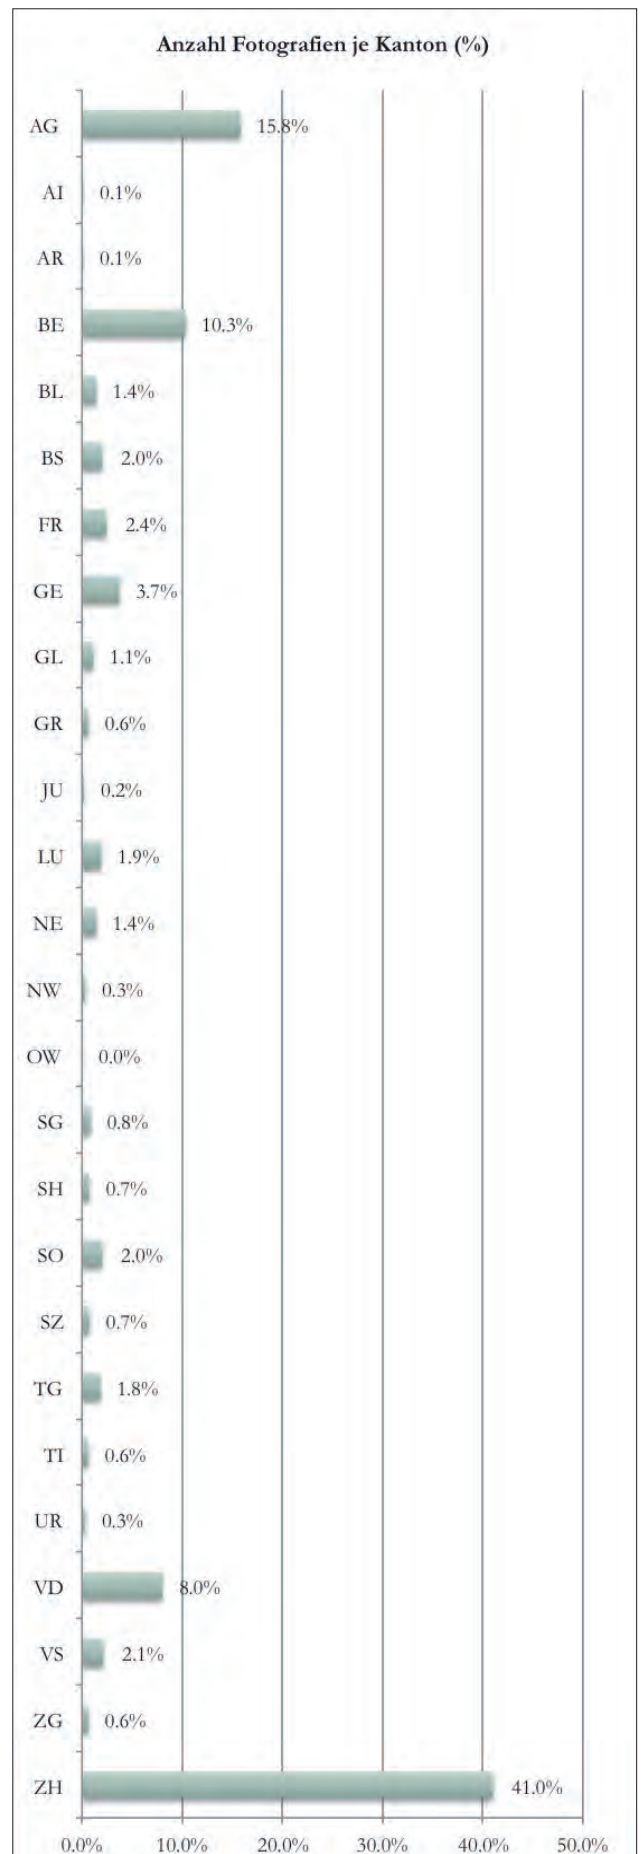 Anzahl Fotografien je Kanton (%)
AG 15.8%
AI 0.1%
AR 0.1%
BE 10.3%
BL 1.4%
BS 2.0%
FR 2.4%
GE 3.7%
GL 1.1%
GR 0.6%
JU 0.2%
LU 1.9%
NE 1.4%
NW 0.3%
OW 0.0%
SG 0.8%
SH 0.7%
SO 2.0%
SZ 0.7%
TG 1.8%
TI 0.6%
UR 0.3%
VD 8.0%
VS 2.1%
ZG 0.6%
ZH 41.0%
0.0% 10.0% 20.0% 30.0% 40.0% 50.0%